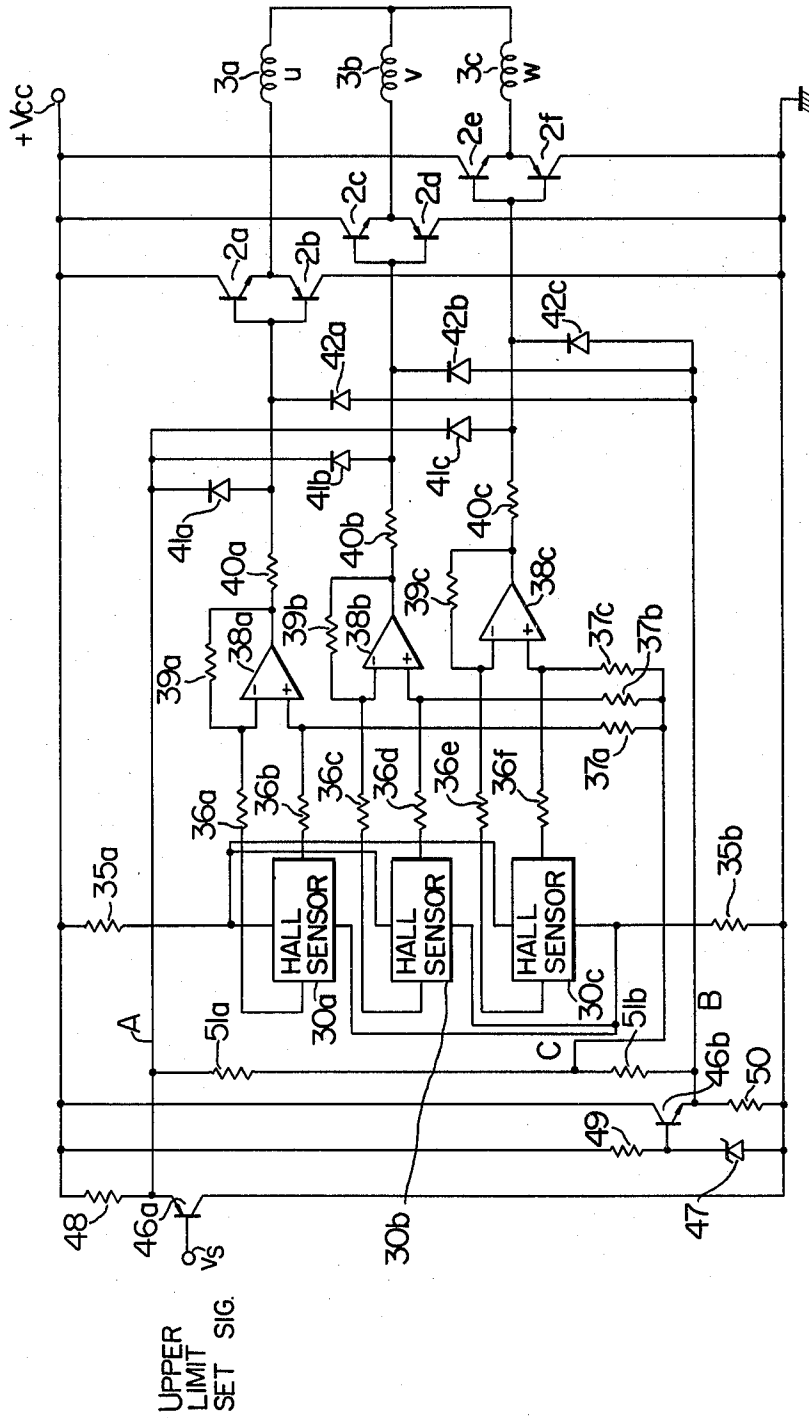 +Vcc
3a
u
3b
v
3c
w
2a
2b
2c
2d
2e
2f
41a
42a
41b
42b
41c
42c
40a
40b
40c
39a
38a
39b
38b
39c
38c
-
+
-
+
-
+
37a
37b
37c
36a
36b
36c
36d
36e
36f
35a
35b
HALL
SENSOR
30a
HALL
SENSOR
30b
HALL
SENSOR
30c
A
B
C
51a
51b
46b
50
49
47
48
46a
Vs
UPPER
LIMIT
SET SIG.